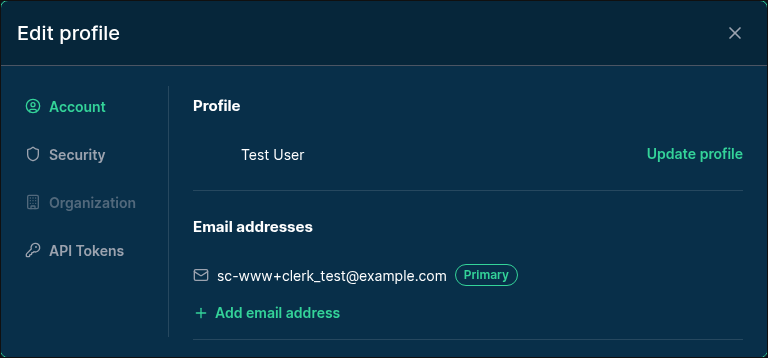 Edit profile
Account
Security
Organization
API Tokens
Profile
Test User
Update profile
Email addresses
sc-www+clerk_test@example.com Primary
Add email address